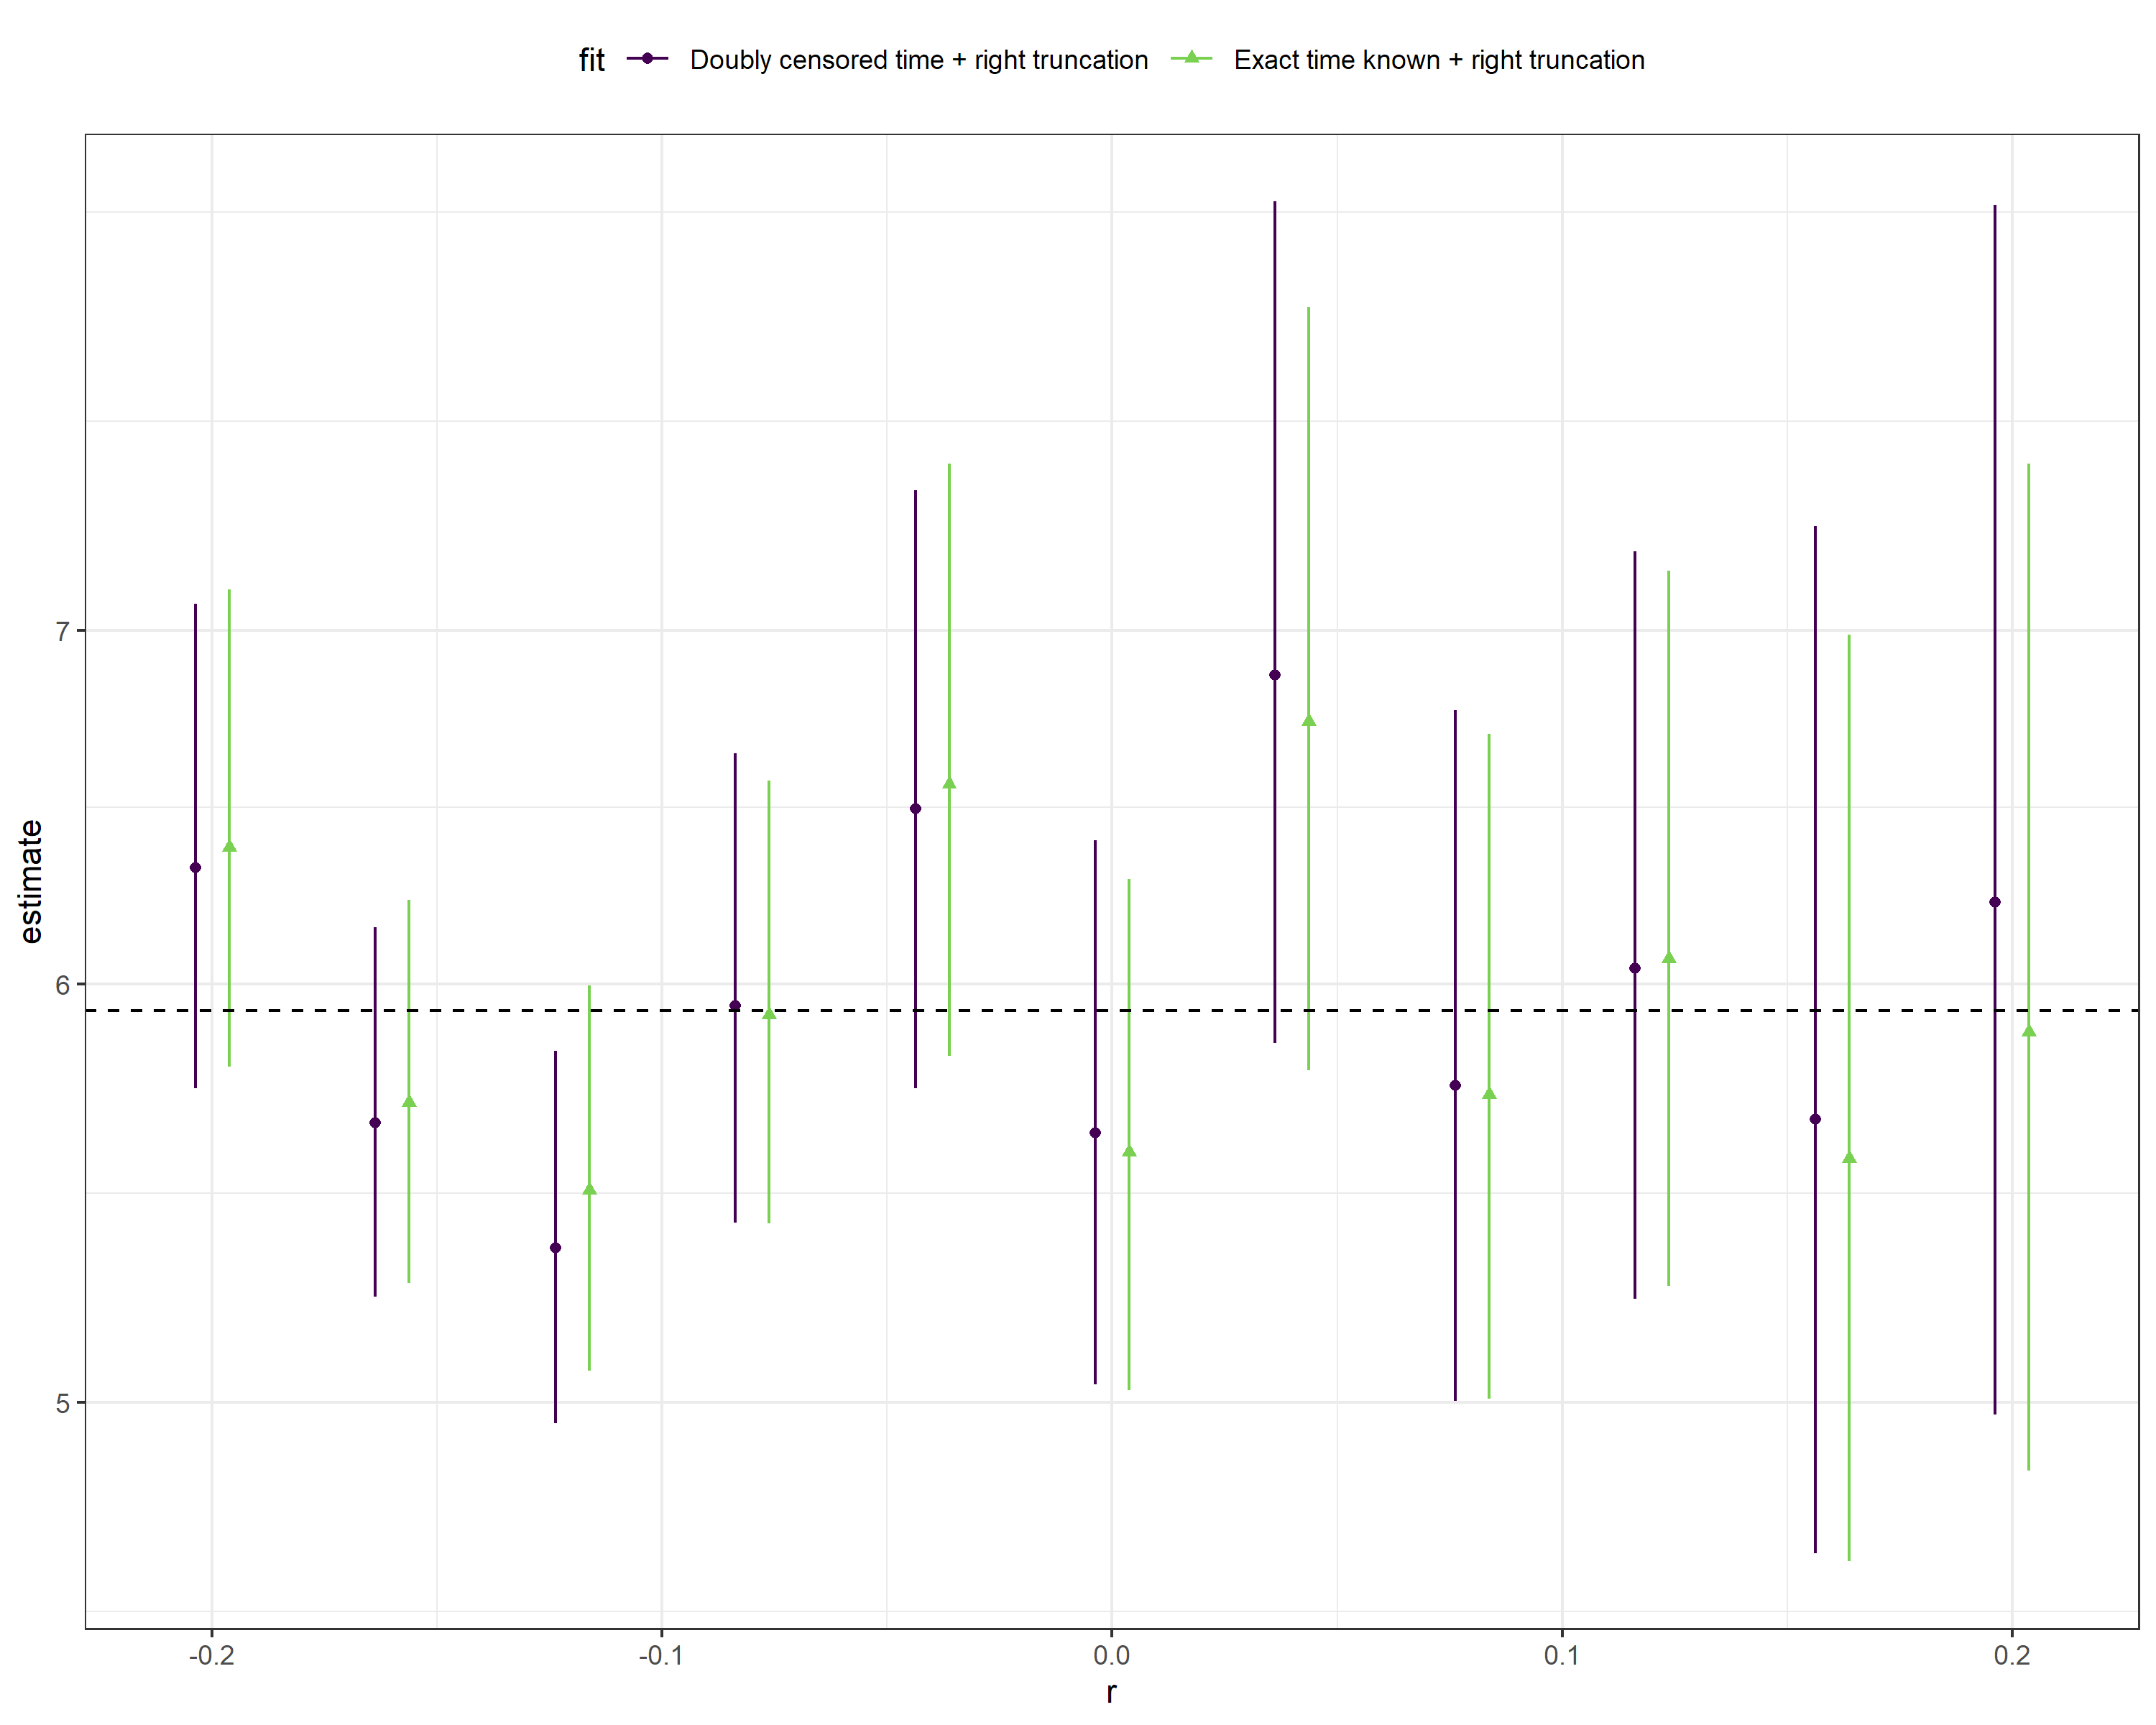 fit Doubly censored time + right truncation Exact time known + right truncation
estimate
7
6
5
-0.2 -0.1 0.0 0.1 0.2
r